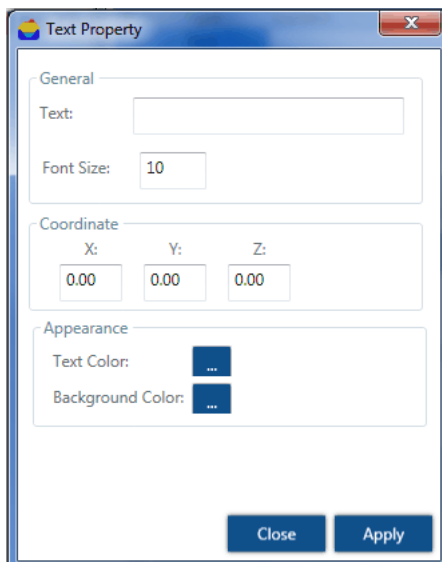 Text Property
X
General
Text:
Font Size: 10
Coordinate
X: Y: Z:
0.00 0.00 0.00
Appearance
Text Color: ...
Background Color: ...
Close Apply